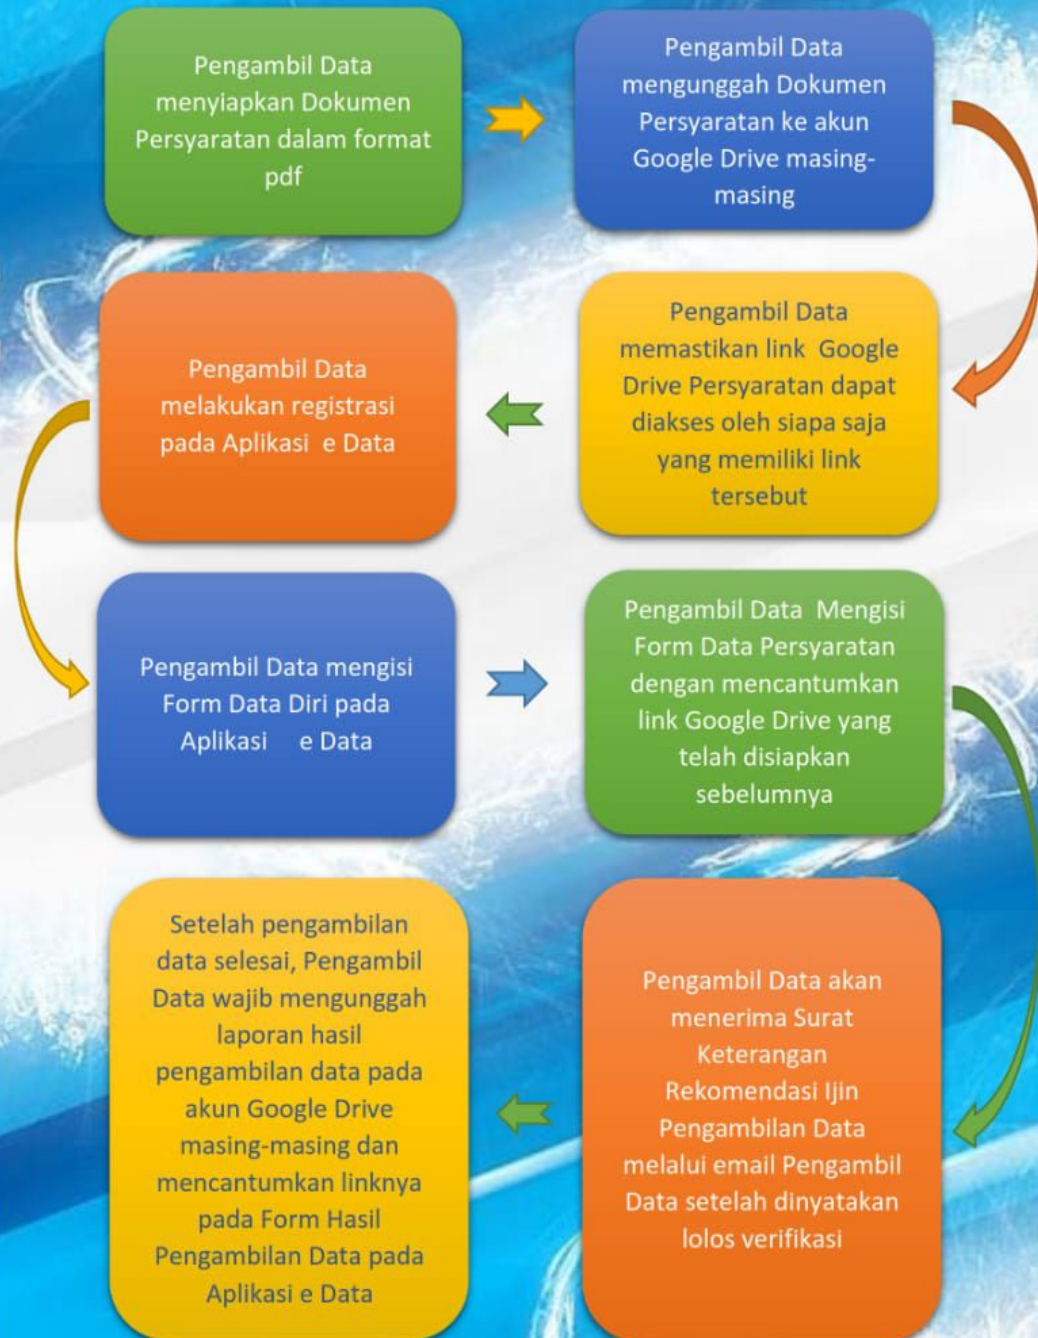 Pengambil Data
menyiapkan Dokumen
Persyaratan dalam format
pdf
Pengambil Data
mengunggah Dokumen
Persyaratan ke akun
Google Drive masing-
masing
Pengambil Data
memastikan link Google
Drive Persyaratan dapat
diakses oleh siapa saja
yang memiliki link
tersebut
Pengambil Data
melakukan registrasi
pada Aplikasi e Data
Pengambil Data mengisi
Form Data Diri pada
Aplikasi e Data
Pengambil Data Mengisi
Form Data Persyaratan
dengan mencantumkan
link Google Drive yang
telah disiapkan
sebelumnya
Pengambil Data akan
menerima Surat
Keterangan
Rekomendasi Ijin
Pengambilan Data
melalui email Pengambil
Data setelah dinyatakan
lolos verifikasi
Setelah pengambilan
data selesai, Pengambil
Data wajib mengunggah
laporan hasil
pengambilan data pada
akun Google Drive
masing-masing dan
mencantumkan linknya
pada Form Hasil
Pengambilan Data pada
Aplikasi e Data